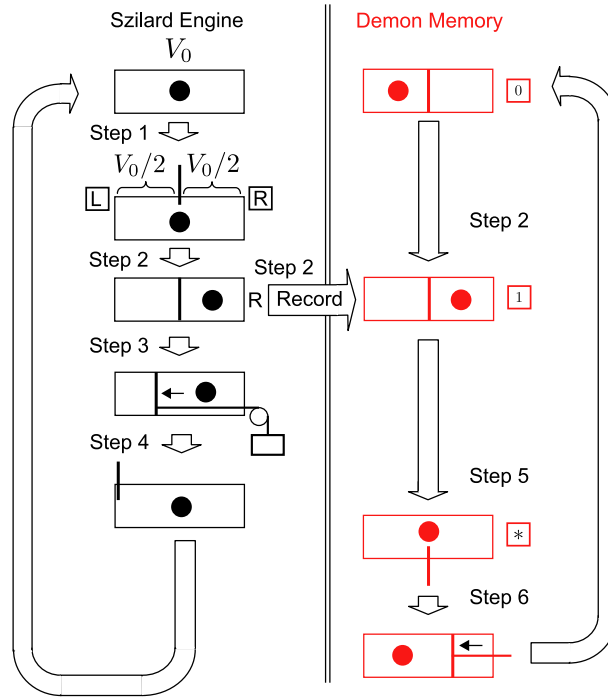 Szilard Engine
Demon Memory
V₀
0
Step 1
V₀/2 V₀/2
L
R
Step 2
Step 2
Step 2
R
Record
1
Step 3
Step 4
Step 5
*
Step 6